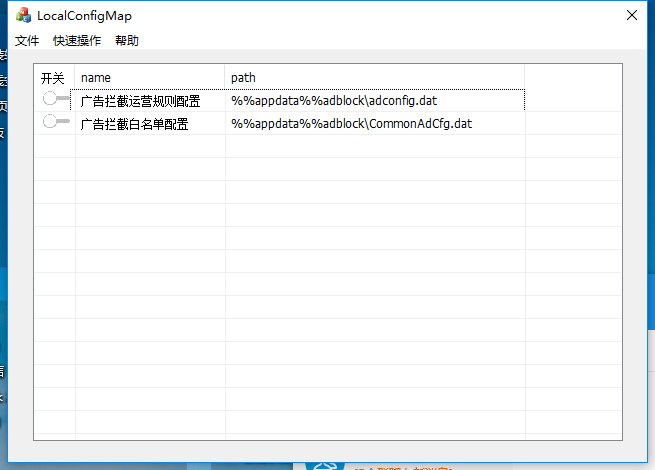 LocalConfigMap
文件 快速操作 帮助
开关 name path
广告拦截运营规则配置 %%appdata%%adblock\adconfig.dat
广告拦截白名单配置 %%appdata%%adblock\CommonAdCfg.dat